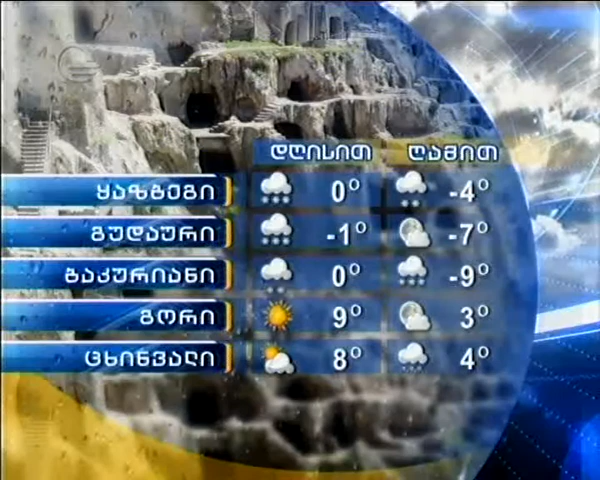 დღისით ღამით
ყაზბეგი 0° -4°
გუდაური -1° -7°
ბაკურიანი 0° -9°
გორი 9° 3°
ცხინვალი 8° 4°